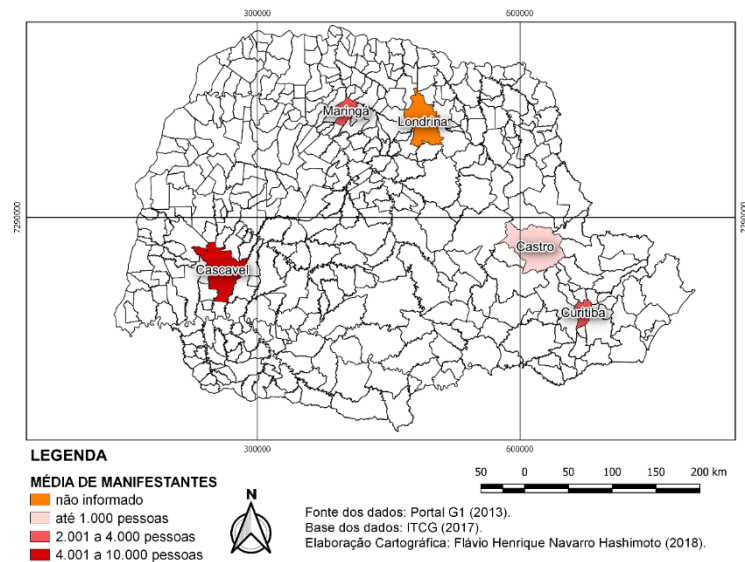 300000
600000
Maringá
Londrina
7290000
7290000
Castro
Cascavel
Curitiba
300000
600000
LEGENDA
MÉDIA DE MANIFESTANTES
não informado
até 1.000 pessoas
2.001 a 4.000 pessoas
4.001 a 10.000 pessoas
N
50 0 50 100 150 200 km
Fonte dos dados: Portal G1 (2013).
Base dos dados: ITCG (2017).
Elaboração Cartográfica: Flávio Henrique Navarro Hashimoto (2018).